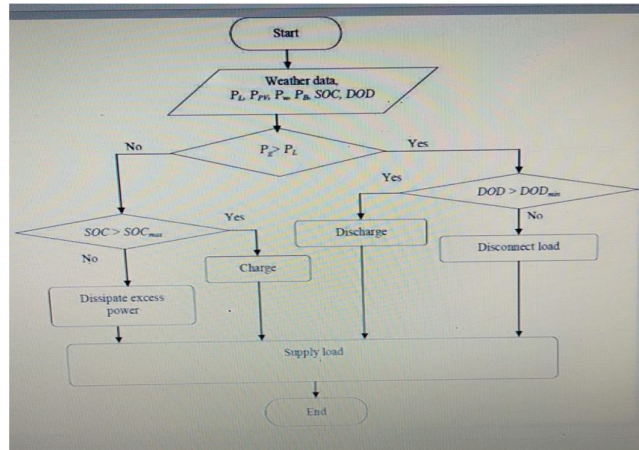 Start
Weather data,
P_L, P_PV, P_w, P_B, SOC, DOD
No
P_g> P_L
Yes
Yes
DOD > DOD_min
SOC > SOC_max
Yes
Discharge
No
Disconnect load
No
Charge
Dissipate excess
power
Supply load
End